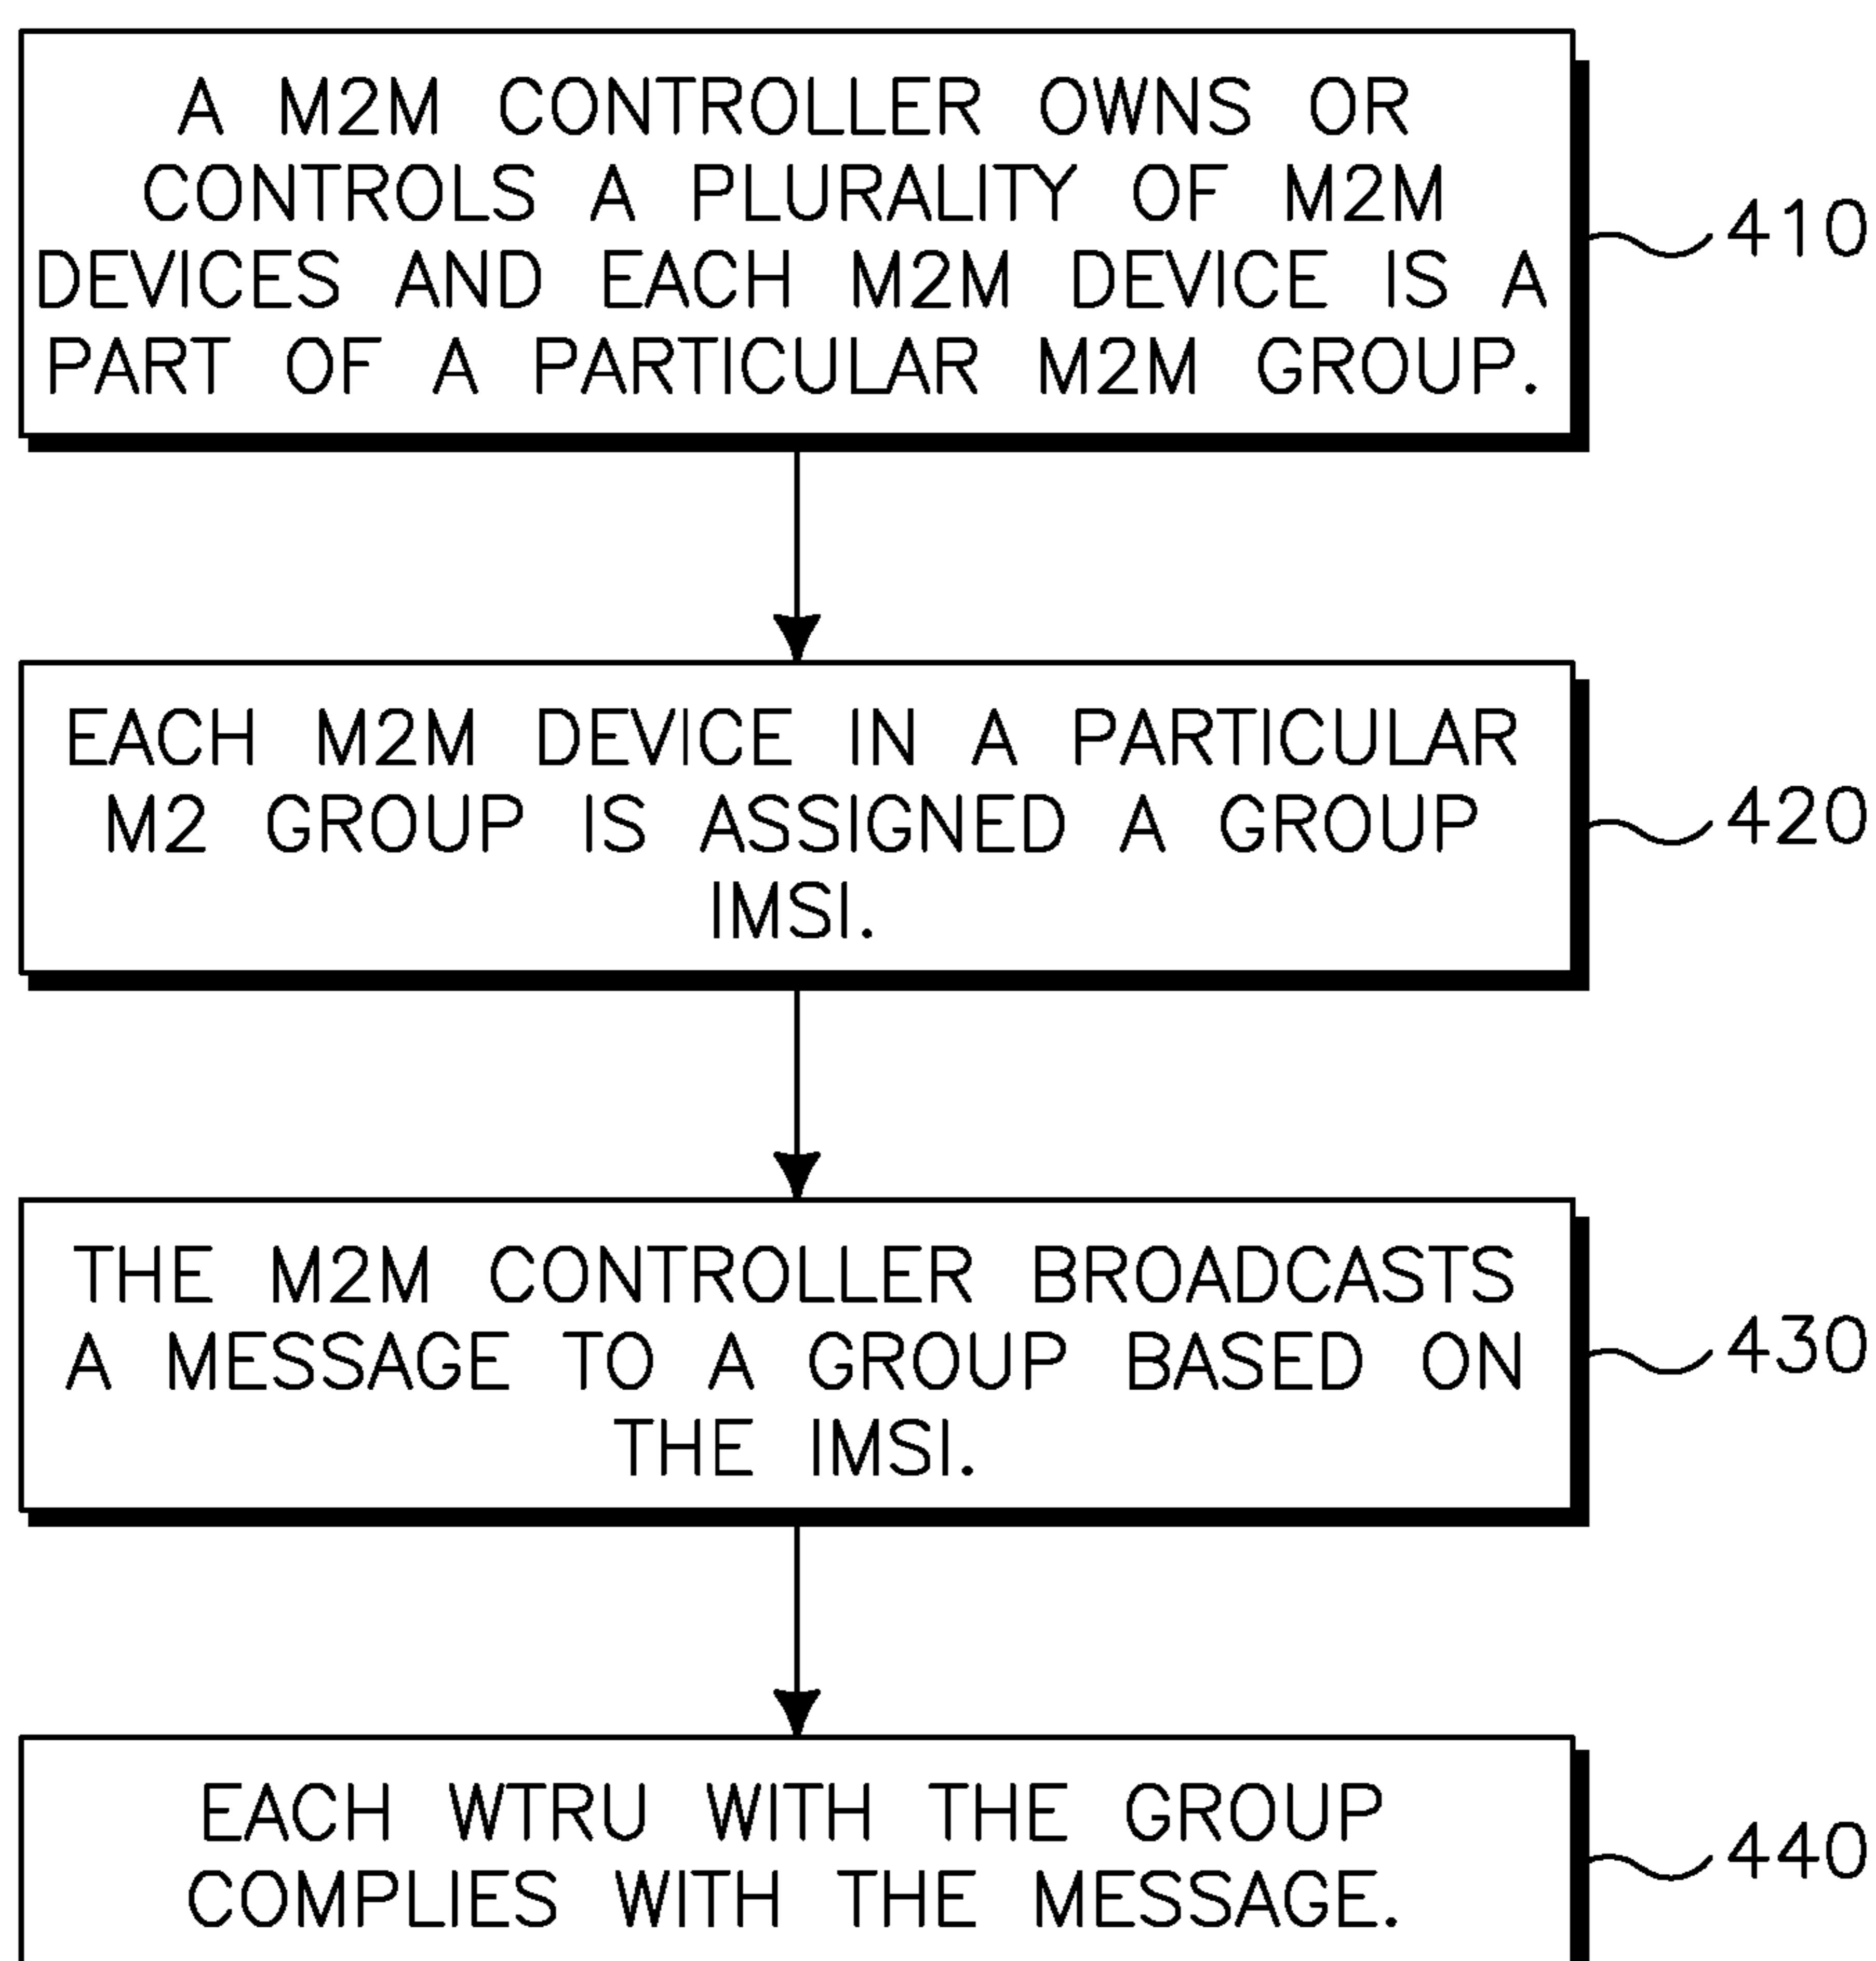 A M2M CONTROLLER OWNS OR
CONTROLS A PLURALITY OF M2M
DEVICES AND EACH M2M DEVICE IS A
PART OF A PARTICULAR M2M GROUP.
410
EACH M2M DEVICE IN A PARTICULAR
M2 GROUP IS ASSIGNED A GROUP
IMSI.
420
THE M2M CONTROLLER BROADCASTS
A MESSAGE TO A GROUP BASED ON
THE IMSI.
430
EACH WTRU WITH THE GROUP
COMPLIES WITH THE MESSAGE.
440